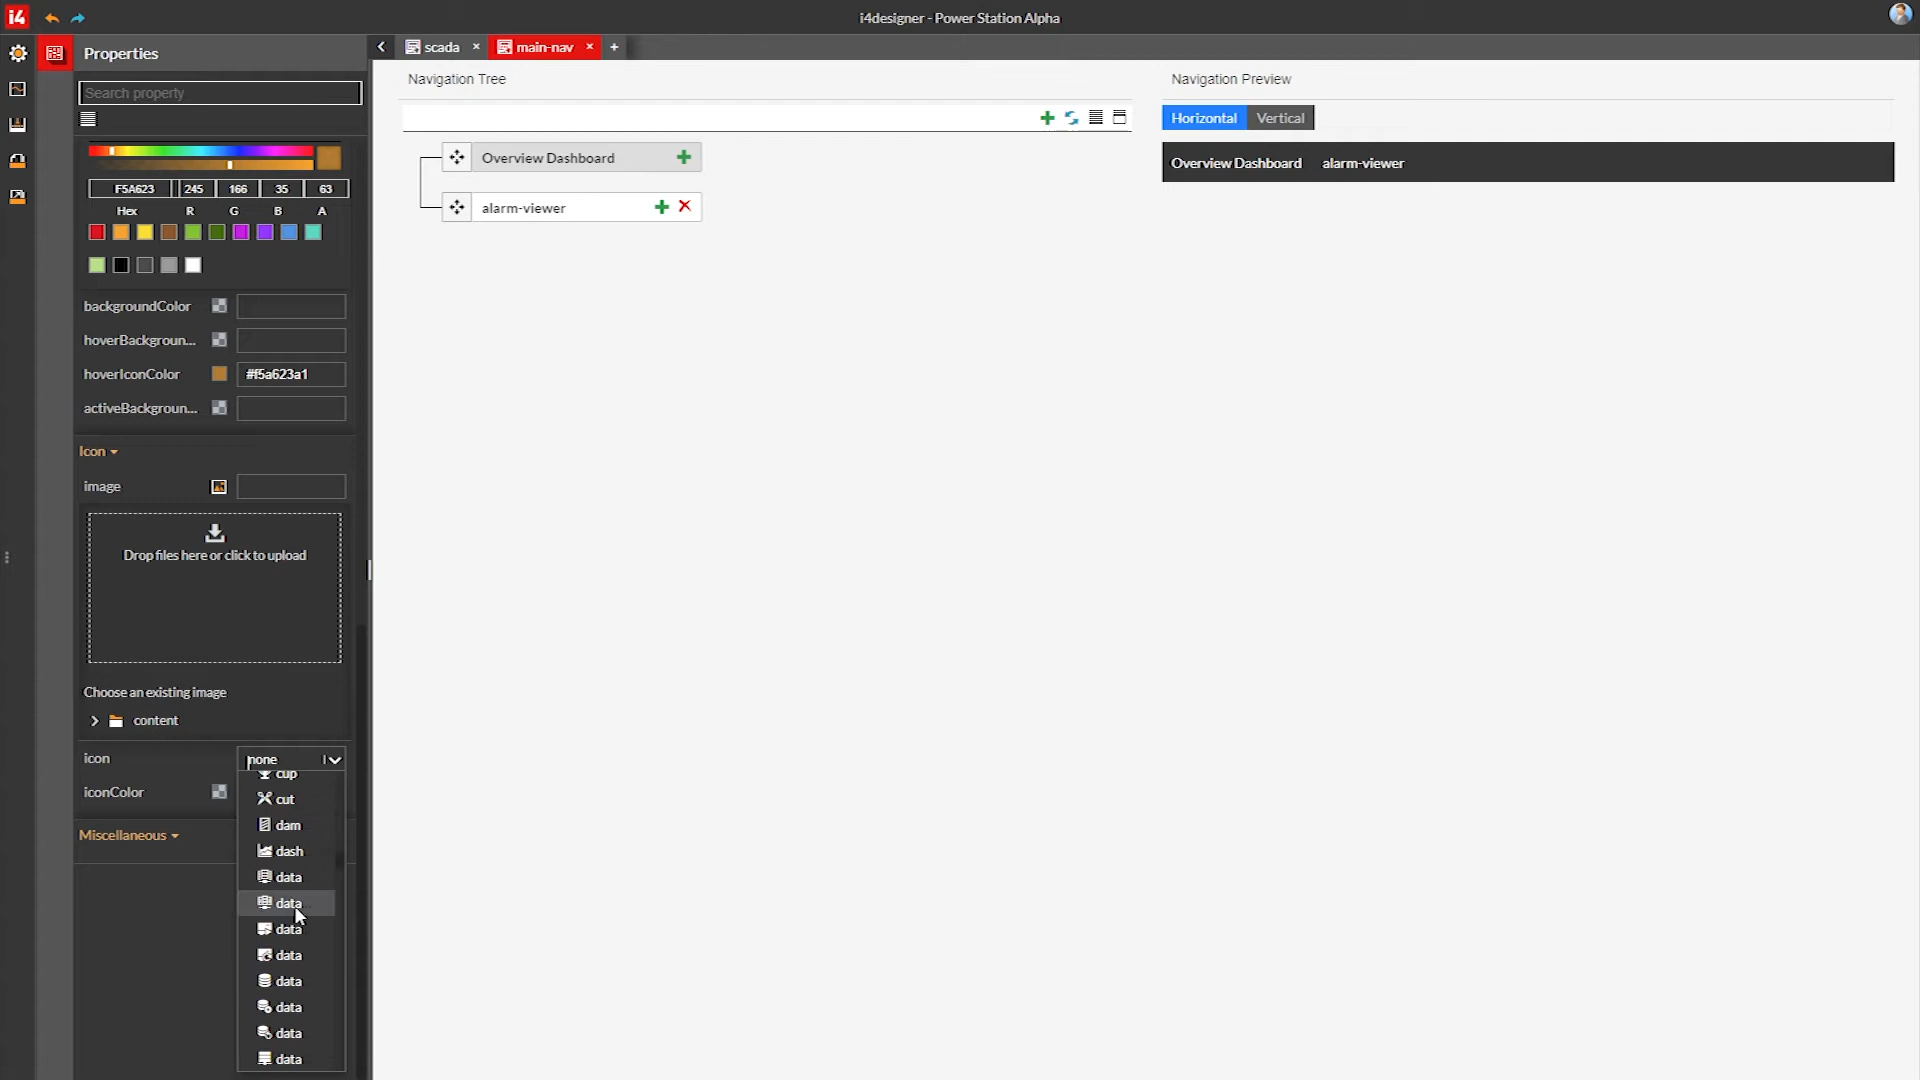 i4
i4designer - Power Station Alpha
Properties
scada
main-nav
Search property
Navigation Tree
Navigation Preview
Horizontal Vertical
Overview Dashboard
alarm-viewer
Overview Dashboard alarm-viewer
F5A623 245 166 35 63
Hex R G B A
backgroundColor
hoverBackgroun...
hoverIconColor #f5a623a1
activeBackgroun...
Icon
image
Drop files here or click to upload
Choose an existing image
content
icon none
iconColor
Miscellaneous
cup
cut
dam
dash
data
data
data
data
data
data
data
data